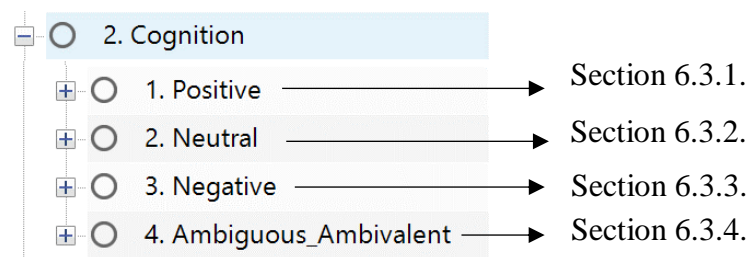 2. Cognition
1. Positive Section 6.3.1.
2. Neutral Section 6.3.2.
3. Negative Section 6.3.3.
4. Ambiguous_Ambivalent Section 6.3.4.